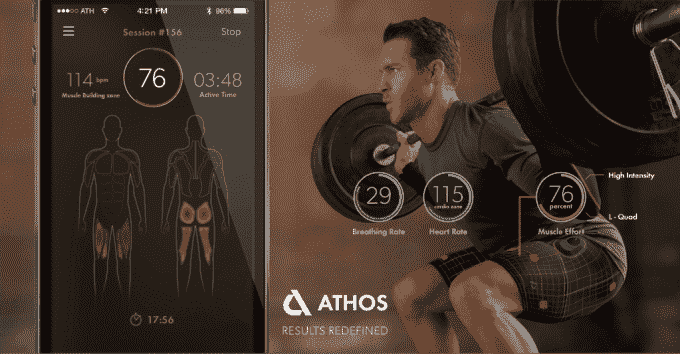 ATH
4:21 PM
96%
Session #156
Stop
114 bpm
Muscle Building zone
76
03:48
Active Time
17:56
29
Breathing Rate
115
cardio zone
Heart Rate
76
percent
Muscle Effort
High Intensity
L - Quad
ATHOS
RESULTS REDEFINED